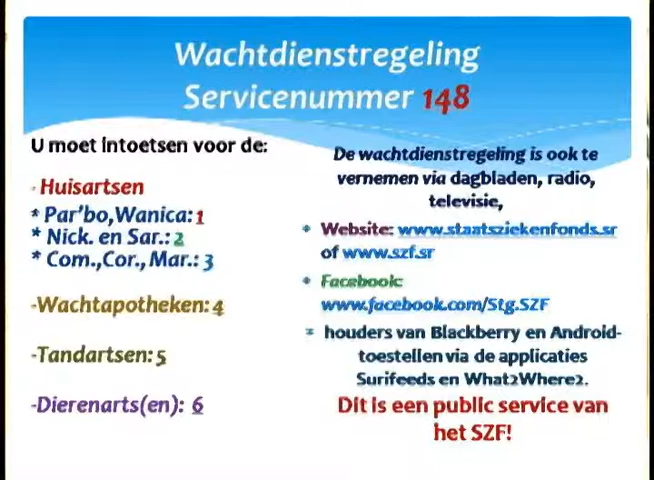 Wachtdienstregeling
Servicenummer 148
U moet intoetsen voor de:
- Huisartsen
* Par'bo,Wanica: 1
* Nick. en Sar.: 2
* Com.,Cor., Mar.: 3
-Wachtapotheken: 4
-Tandartsen: 5
-Dierenarts(en): 6
De wachtdienstregeling is ook te
vernemen via dagbladen, radio,
televisie,
Website: www.staatsziekenfonds.sr
of www.szf.sr
Facebook:
www.facebook.com/Stg.SZF
houders van Blackberry en Android-
toestellen via de applicaties
Surifeeds en What2Where2.
Dit is een public service van
het SZF!